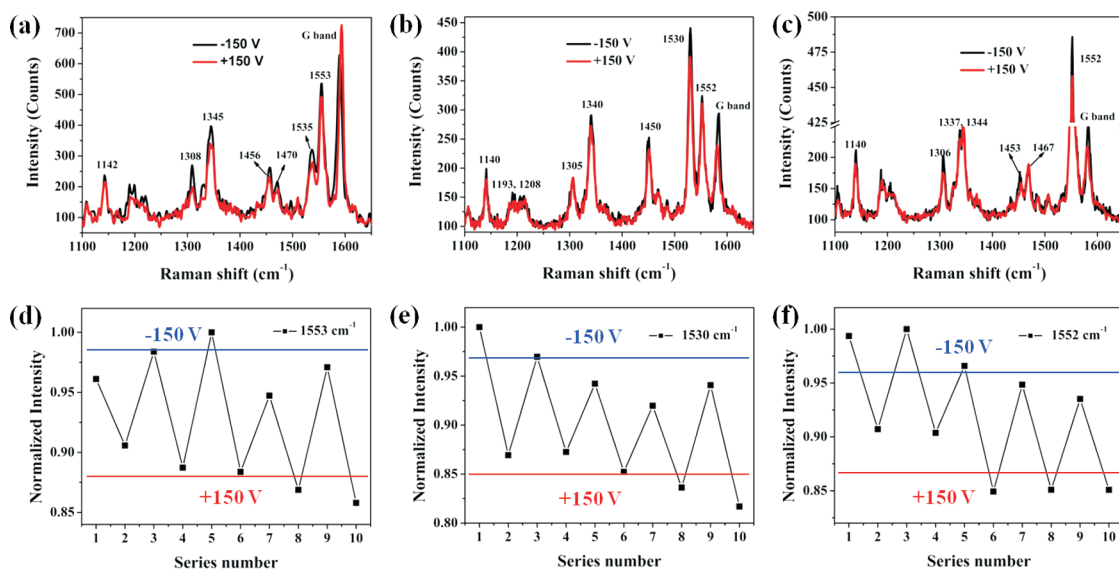 (a)
-150 V
+150 V
G band
1142
1308
1345
1456
1470
1535
1553
Intensity (Counts)
700
600
500
400
300
200
100
1100 1200 1300 1400 1500 1600
Raman shift (cm⁻¹)
(b)
-150 V
+150 V
1530
1552
G band
1340
1450
1305
1140
1193, 1208
Intensity (Counts)
450
400
350
300
250
200
150
100
1100 1200 1300 1400 1500 1600
Raman shift (cm⁻¹)
(c)
-150 V
+150 V
1552
G band
1337
1344
1140
1306
1453
1467
Intensity (Counts)
500
475
450
425
250
200
150
100
1100 1200 1300 1400 1500 1600
Raman shift (cm⁻¹)
(d)
-150 V
1553 cm⁻¹
+150 V
Normalized Intensity
1.00
0.95
0.90
0.85
1 2 3 4 5 6 7 8 9 10
Series number
(e)
-150 V
1530 cm⁻¹
+150 V
Normalized Intensity
1.00
0.95
0.90
0.85
0.80
1 2 3 4 5 6 7 8 9 10
Series number
(f)
-150 V
1552 cm⁻¹
+150 V
Normalized Intensity
1.00
0.95
0.90
0.85
1 2 3 4 5 6 7 8 9 10
Series number